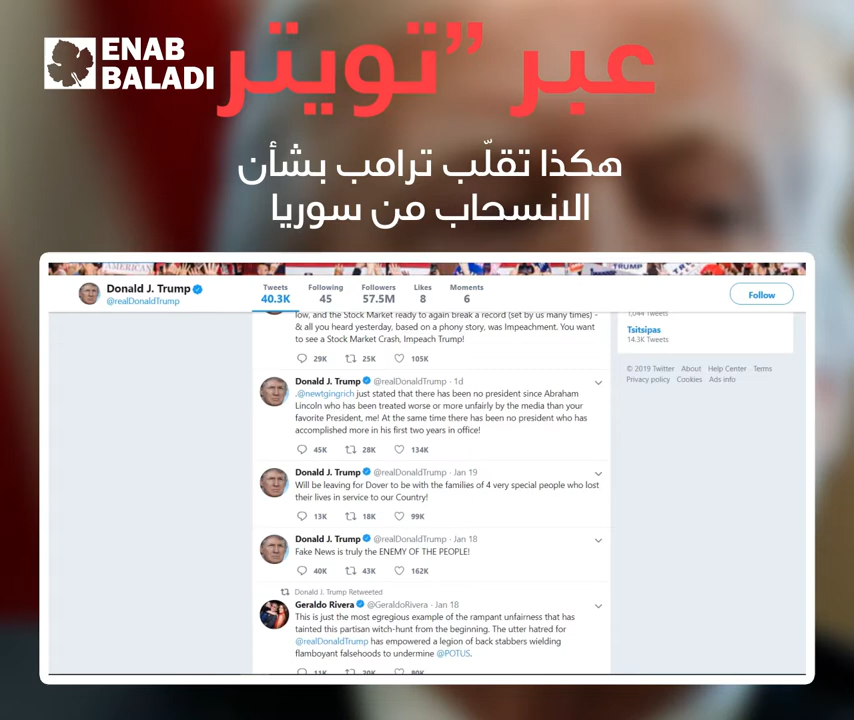 ENAB
BALADI
عبر ”تويتر
هكذا تقلّب ترامب بشأن
الانسحاب من سوريا
AMERICAN
TRUMP
Donald J. Trump
@realDonaldTrump
Tweets
40.3K
Following
45
Followers
57.5M
Likes
8
Moments
6
Follow
low, and the Stock Market ready to again break a record (set by us many times) -
& all you heard yesterday, based on a phony story, was Impeachment. You want
to see a Stock Market Crash, Impeach Trump!
29K 25K 105K
Donald J. Trump @realDonaldTrump · 1d
.@newtgingrich just stated that there has been no president since Abraham
Lincoln who has been treated worse or more unfairly by the media than your
favorite President, me! At the same time there has been no president who has
accomplished more in his first two years in office!
45K 28K 134K
Donald J. Trump @realDonaldTrump · Jan 19
Will be leaving for Dover to be with the families of 4 very special people who lost
their lives in service to our Country!
13K 18K 99K
Donald J. Trump @realDonaldTrump · Jan 18
Fake News is truly the ENEMY OF THE PEOPLE!
40K 43K 162K
Donald J. Trump Retweeted
Geraldo Rivera @GeraldoRivera · Jan 18
This is just the most egregious example of the rampant unfairness that has
tainted this partisan witch-hunt from the beginning. The utter hatred for
@realDonaldTrump has empowered a legion of back stabbers wielding
flamboyant falsehoods to undermine @POTUS.
11K 20K 80K
1,044 Tweets
Tsitsipas
14.3K Tweets
© 2019 Twitter About Help Center Terms
Privacy policy Cookies Ads info